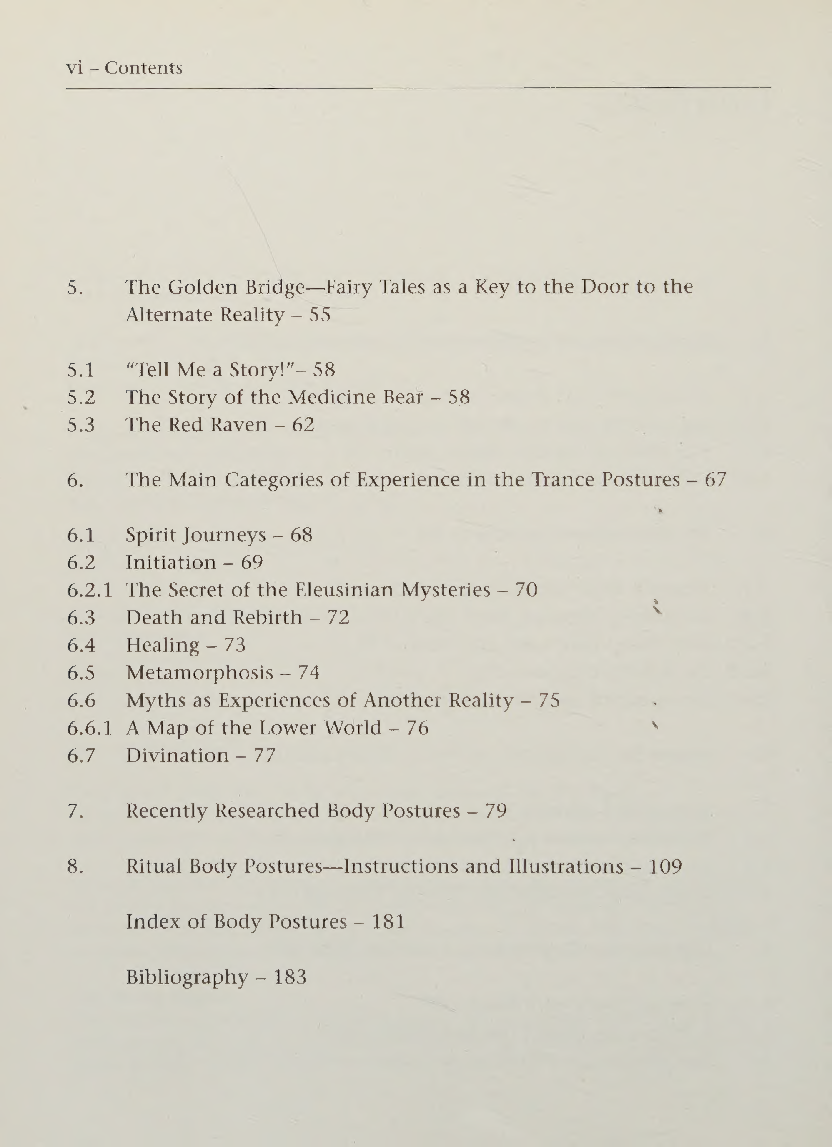 vi – Contents
5. The Golden Bridge—Fairy Tales as a Key to the Door to the
Alternate Reality – 55
5.1 "Tell Me a Story!"– 58
5.2 The Story of the Medicine Bear – 58
5.3 The Red Raven – 62
6. The Main Categories of Experience in the Trance Postures – 67
6.1 Spirit Journeys – 68
6.2 Initiation – 69
6.2.1 The Secret of the Eleusinian Mysteries – 70
6.3 Death and Rebirth – 72
6.4 Healing – 73
6.5 Metamorphosis – 74
6.6 Myths as Experiences of Another Reality – 75
6.6.1 A Map of the Lower World – 76
6.7 Divination – 77
7. Recently Researched Body Postures – 79
8. Ritual Body Postures—Instructions and Illustrations – 109
Index of Body Postures – 181
Bibliography – 183